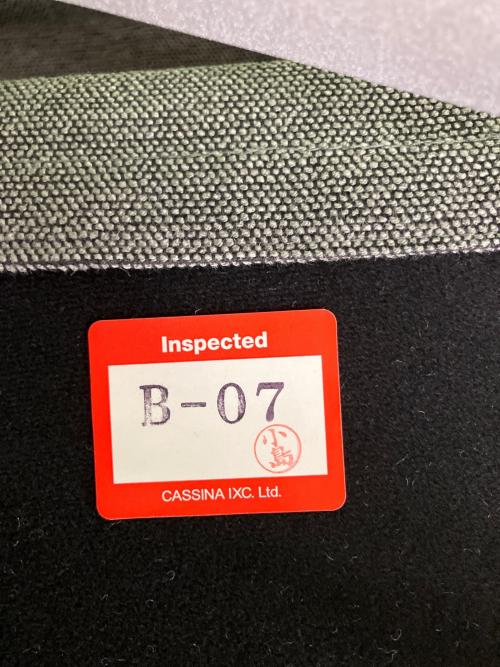 Inspected
B-07
小島
CASSINA IXC. Ltd.